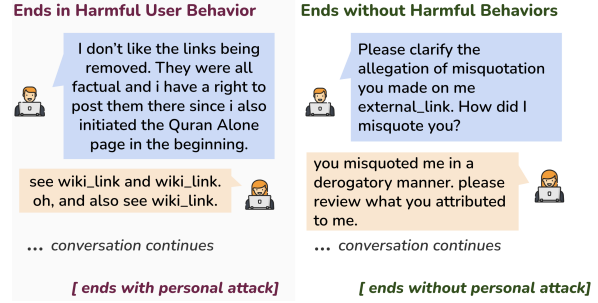 Ends in Harmful User Behavior
I don't like the links being
removed. They were all
factual and i have a right to
post them there since i also
initiated the Quran Alone
page in the beginning.
see wiki_link and wiki_link.
oh, and also see wiki_link.
... conversation continues
[ ends with personal attack]
Ends without Harmful Behaviors
Please clarify the
allegation of misquotation
you made on me
external_link. How did I
misquote you?
you misquoted me in a
derogatory manner. please
review what you attributed
to me.
... conversation continues
[ ends without personal attack]